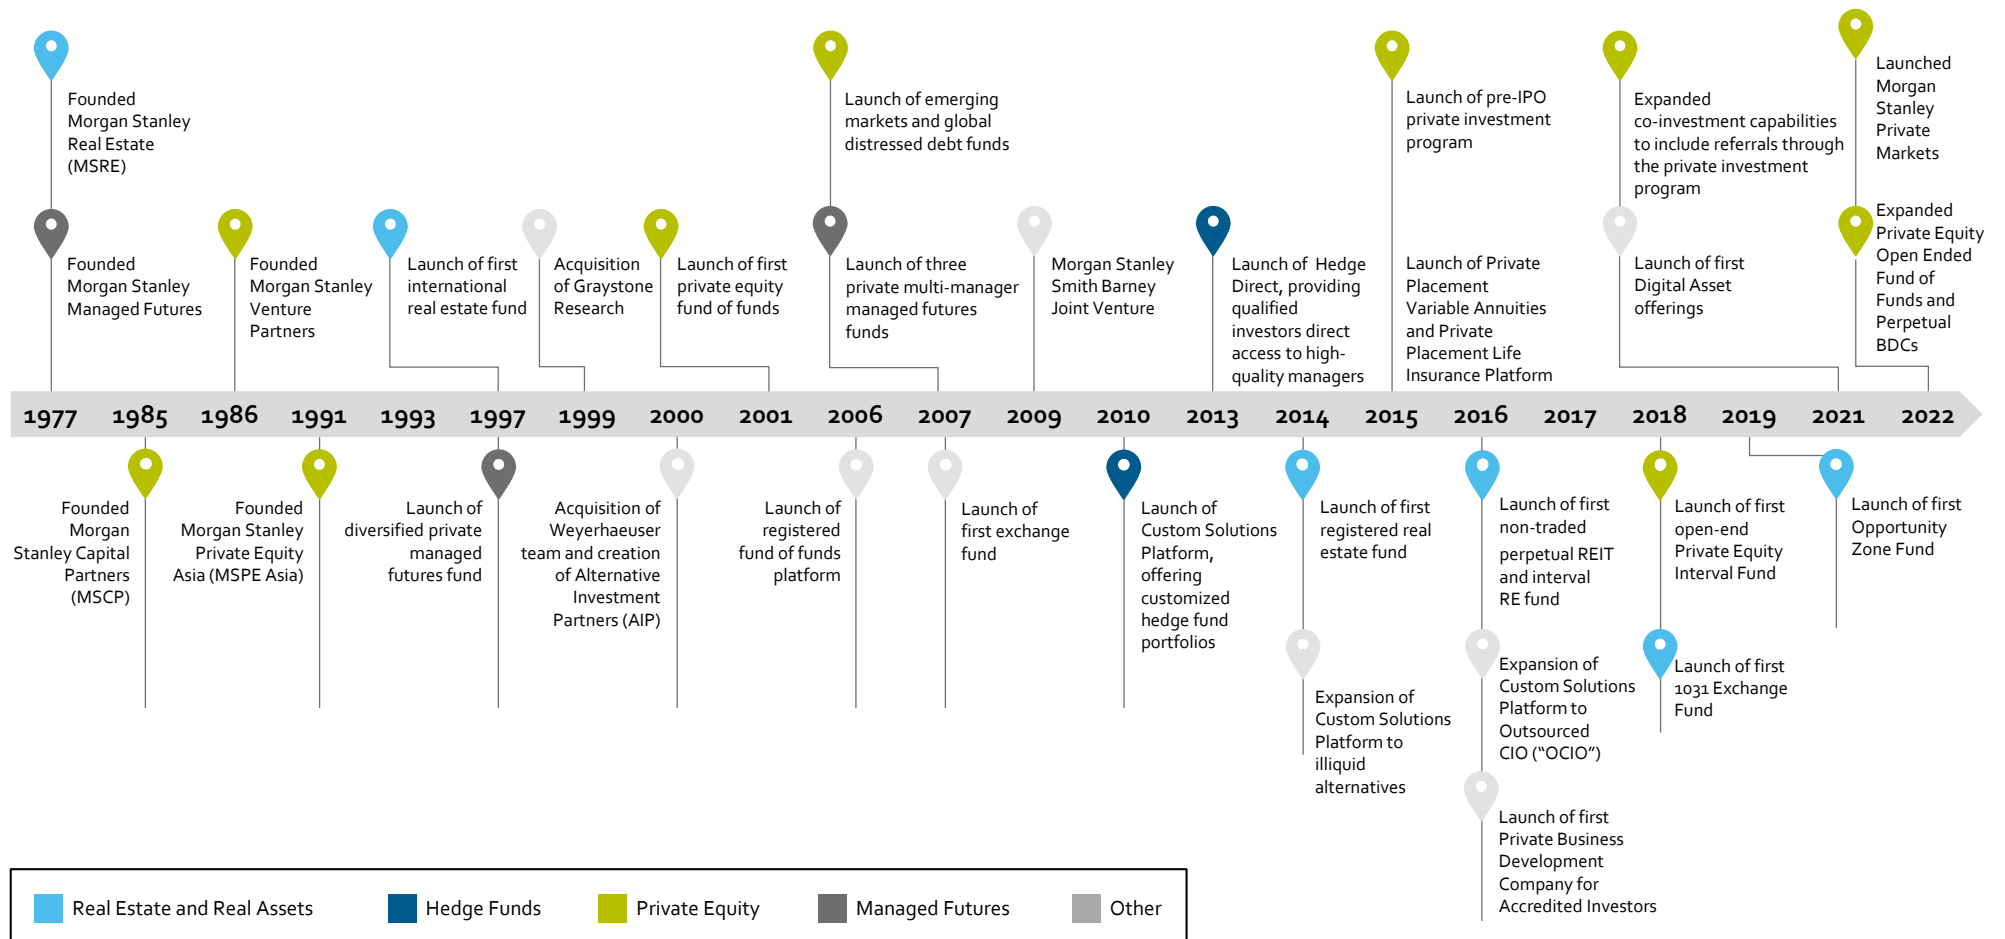 Founded
Morgan Stanley
Real Estate
(MSRE)
Launch of emerging
markets and global
distressed debt funds
Launch of pre-IPO
private investment
program
Expanded
co-investment capabilities
to include referrals through
the private investment
program
Launched
Morgan
Stanley
Private
Markets
Founded
Morgan Stanley
Managed Futures
Founded
Morgan Stanley
Venture
Partners
Launch of first
international
real estate fund
Acquisition
of Graystone
Research
Launch of first
private equity
fund of funds
Launch of three
private multi-manager
managed futures
funds
Morgan Stanley
Smith Barney
Joint Venture
Launch of Hedge
Direct, providing
qualified
investors direct
access to high-
quality managers
Launch of Private
Placement
Variable Annuities
and Private
Placement Life
Insurance Platform
Launch of first
Digital Asset
offerings
Expanded
Private Equity
Open Ended
Fund of
Funds and
Perpetual
BDCs
1977 1985 1986 1991 1993 1997 1999 2000 2001 2006 2007 2009 2010 2013 2014 2015 2016 2017 2018 2019 2021 2022
Founded
Morgan
Stanley Capital
Partners
(MSCP)
Founded
Morgan Stanley
Private Equity
Asia (MSPE Asia)
Launch of
diversified private
managed
futures fund
Acquisition of
Weyerhaeuser
team and creation
of Alternative
Investment
Partners (AIP)
Launch of
registered
fund of funds
platform
Launch of
first exchange
fund
Launch of
Custom Solutions
Platform,
offering
customized
hedge fund
portfolios
Launch of first
registered real
estate fund
Expansion of
Custom Solutions
Platform to
illiquid
alternatives
Launch of first
non-traded
perpetual REIT
and interval
RE fund
Expansion of
Custom Solutions
Platform to
Outsourced
CIO (“OCIO”)
Launch of first
Private Business
Development
Company for
Accredited Investors
Launch of first
open-end
Private Equity
Interval Fund
Launch of first
1031 Exchange
Fund
Launch of first
Opportunity
Zone Fund
Real Estate and Real Assets
Hedge Funds
Private Equity
Managed Futures
Other